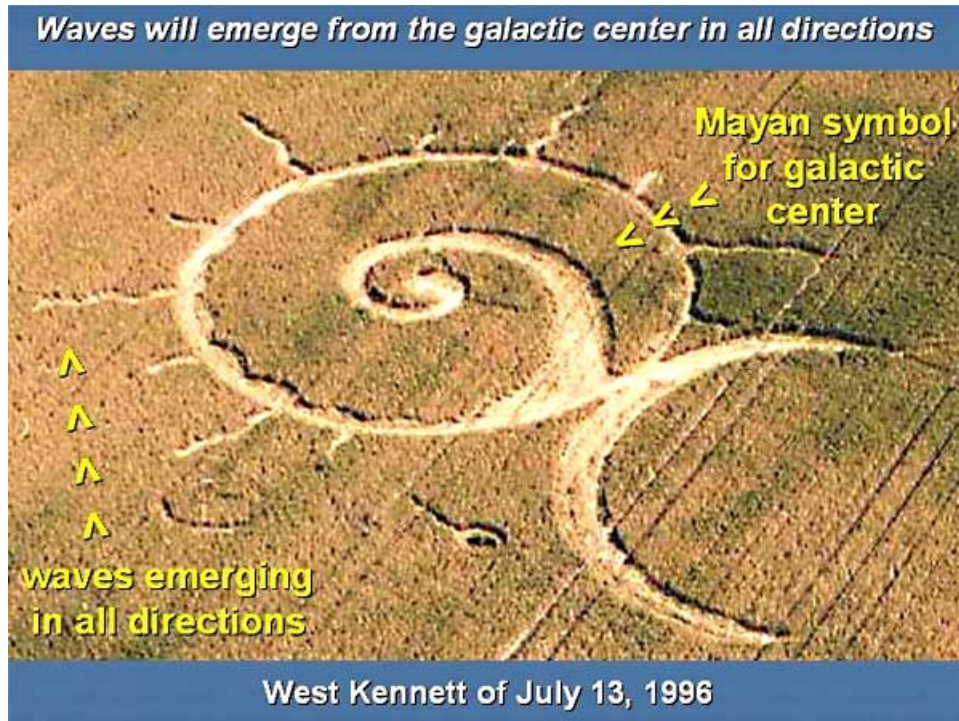 Waves will emerge from the galactic center in all directions
Mayan symbol
for galactic
center
waves emerging
in all directions
West Kennett of July 13, 1996